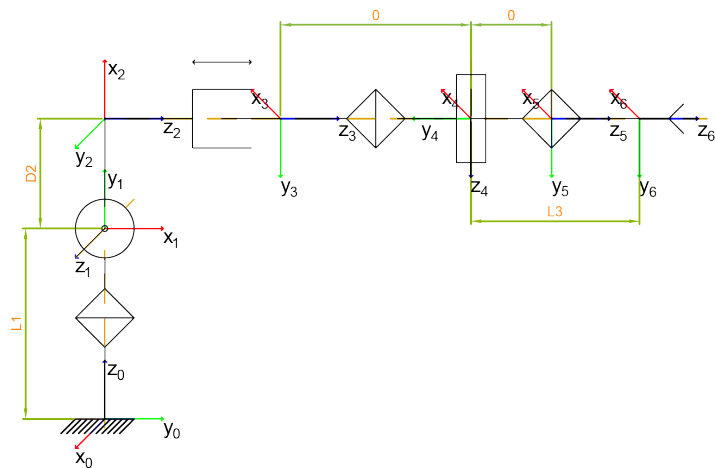 0
0
x₂
x₃
x₄
x₅
x₆
z₂
z₃
y₄
z₅
z₆
y₂
D2
y₁
y₃
z₄
y₅
y₆
L3
x₁
z₁
L1
z₀
y₀
x₀